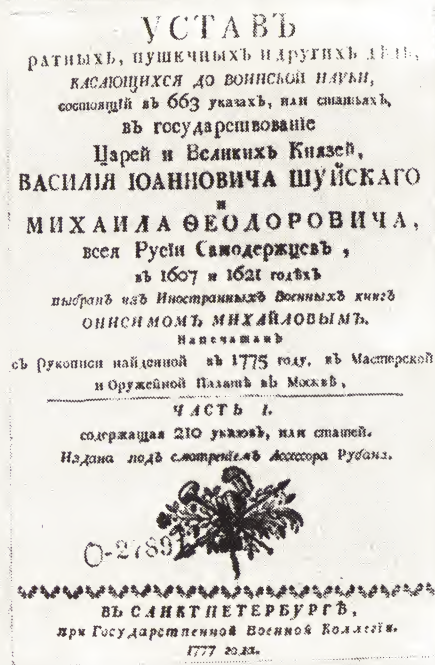 УСТАВЪ
ратныхъ, пушечныхъ и другихъ дѣлъ,
касающихся до воинской науки,
состоящій въ 663 указахъ, или статьяхъ,
въ государствованіе
Царей и Великихъ Князей,
ВАСИЛІЯ ІОАННОВИЧА ШУЙСКАГО
и
МИХАИЛА ѲЕОДОРОВИЧА,
всея Русіи Самодержцевъ,
въ 1607 и 1621 годѣхъ
выбранъ изъ Иностранныхъ Военныхъ книгъ
ОНИСИМОМЪ МИХАЙЛОВЫМЪ.
Напечатанъ
съ Рукописи найденной въ 1775 году, въ Мастерской
и Оружейной Палатѣ въ Москвѣ,
ЧАСТЬ I.
содержащая 210 указовъ, или статей.
Издана подъ смотреніемъ Ассесора Рубана.
О-2789
ВЪ САНКТПЕТЕРБУРГѢ,
при Государственной Военной Коллегіи.
1777 года.